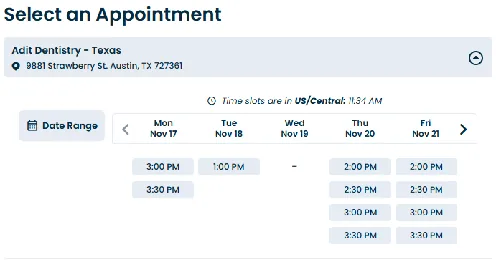 Select an Appointment
Adit Dentistry - Texas
9881 Strawberry St. Austin, TX 727361
Time slots are in US/Central: 11:34 AM
Date Range
Mon Tue Wed Thu Fri
Nov 17 Nov 18 Nov 19 Nov 20 Nov 21
3:00 PM 1:00 PM - 2:00 PM 2:00 PM
3:30 PM 2:30 PM 2:30 PM
3:00 PM 3:00 PM
3:30 PM 3:30 PM